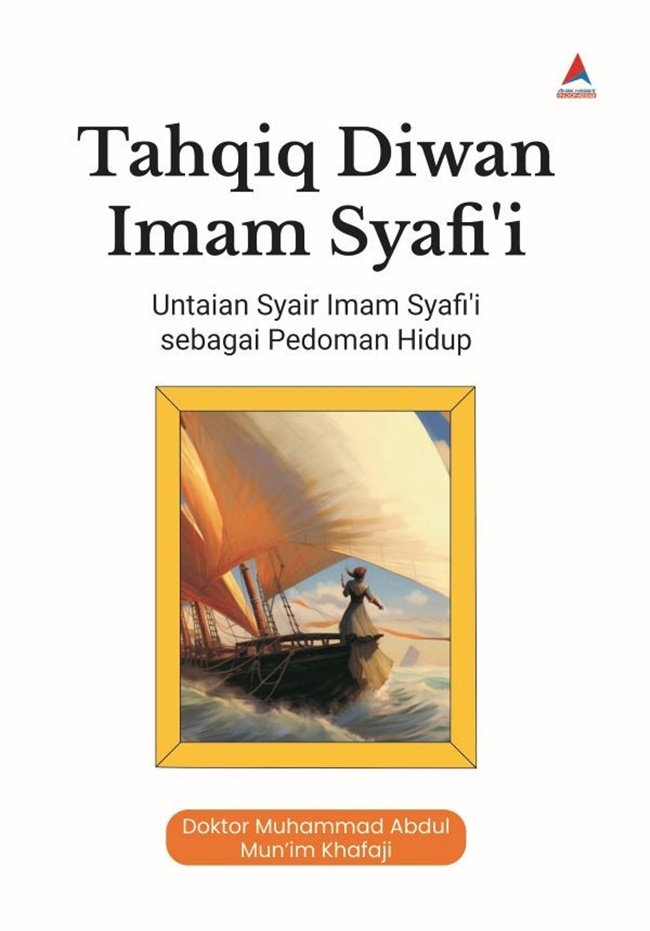 Tahqiq Diwan
Imam Syafi'i
Untaian Syair Imam Syafi'i
sebagai Pedoman Hidup
Doktor Muhammad Abdul
Mun’im Khafaji